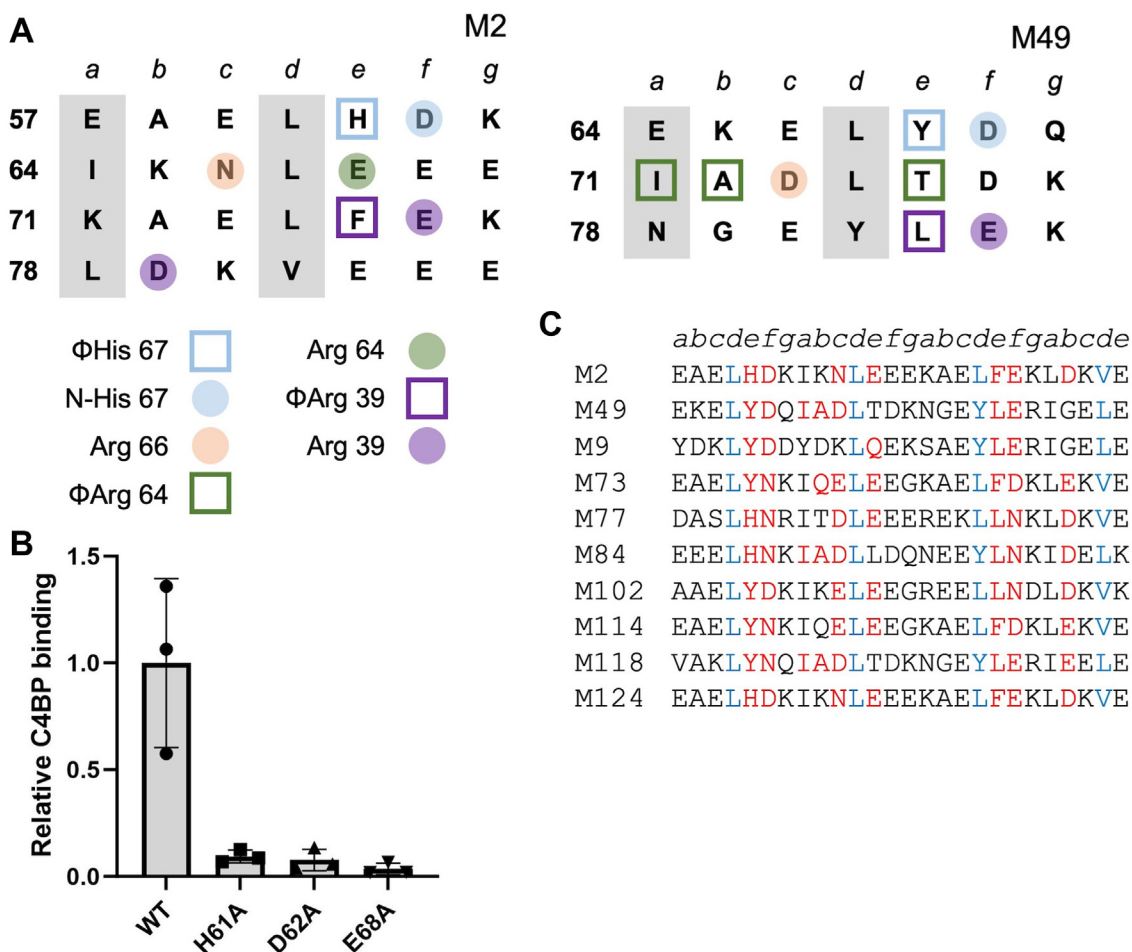 A
M2
a b c d e f g
57 E A E L H D K
64 I K N L E E E
71 K A E L F E K
78 L D K V E E E
M49
a b c d e f g
64 E K E L Y D Q
71 I A D L T D K
78 N G E Y L E K
ΦHis 67
N-His 67
Arg 66
ΦArg 64
Arg 64
ΦArg 39
Arg 39
B
Relative C4BP binding
1.5
1.0
0.5
0.0
WT
H61A
D62A
E68A
C
abcdefgabcdefgabcdefgabcde
M2 EAELHDKIKNLEEEKAELFEKLDKVE
M49 EKELYDQIADLTDKNGEYLERIGELE
M9 YDKLYDDYDKLQEKSAEYLERIGELE
M73 EAELYNKIQELEEGKAELFDKLEKVE
M77 DASLHNRITDLEEEREKLLNKLDKVE
M84 EEELHNKIADLLDQNEEYLNKIDELK
M102 AAELYDKIKELEEGREELLNDLDKVK
M114 EAELYNKIQELEEGKAELFDKLEKVE
M118 VAKLYNQIADLTDKNGEYLERIEELE
M124 EAELHDKIKNLEEEKAELFEKLDKVE